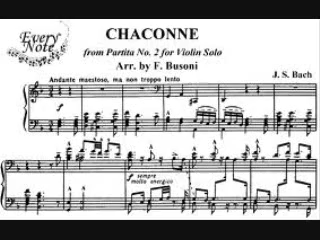 Every
Note
CHACONNE
from Partita No. 2 for Violin Solo
Arr. by F. Busoni
J. S. Bach
Andante maestoso, ma non troppo lento
f
f sempre
molto energico